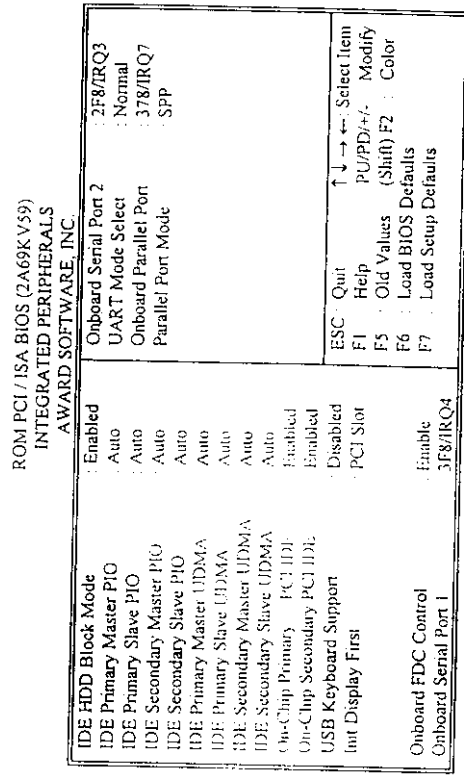 ROM PCI / ISA BIOS (2A69KV59)
INTEGRATED PERIPHERALS
AWARD SOFTWARE, INC.
IDE HDD Block Mode : Enabled
IDE Primary Master PIO : Auto
IDE Primary Slave PIO : Auto
IDE Secondary Master PIO : Auto
IDE Secondary Slave PIO Auto
IDE Primary Master UDMA : Auto
IDE Primary Slave UDMA Auto
IDE Secondary Master UDMA : Auto
IDE Secondary Slave UDMA Auto
On-Chip Primary PCI IDE Enabled
On-Chip Secondary PCI IDE Enabled
USB Keyboard Support : Disabled
Init Display First : PCI Slot
Onboard FDC Control : Enable
Onboard Serial Port 1 3F8/IRQ4
Onboard Serial Port 2 : 2F8/IRQ3
UART Mode Select : Normal
Onboard Parallel Port : 378/IRQ7
Parallel Port Mode : SPP
ESC : Quit ↑ ↓ → ← : Select Item
F1 : Help PU/PD/+/- Modify
F5 : Old Values (Shift) F2 : Color
F6 : Load BIOS Defaults
F7 : Load Setup Defaults